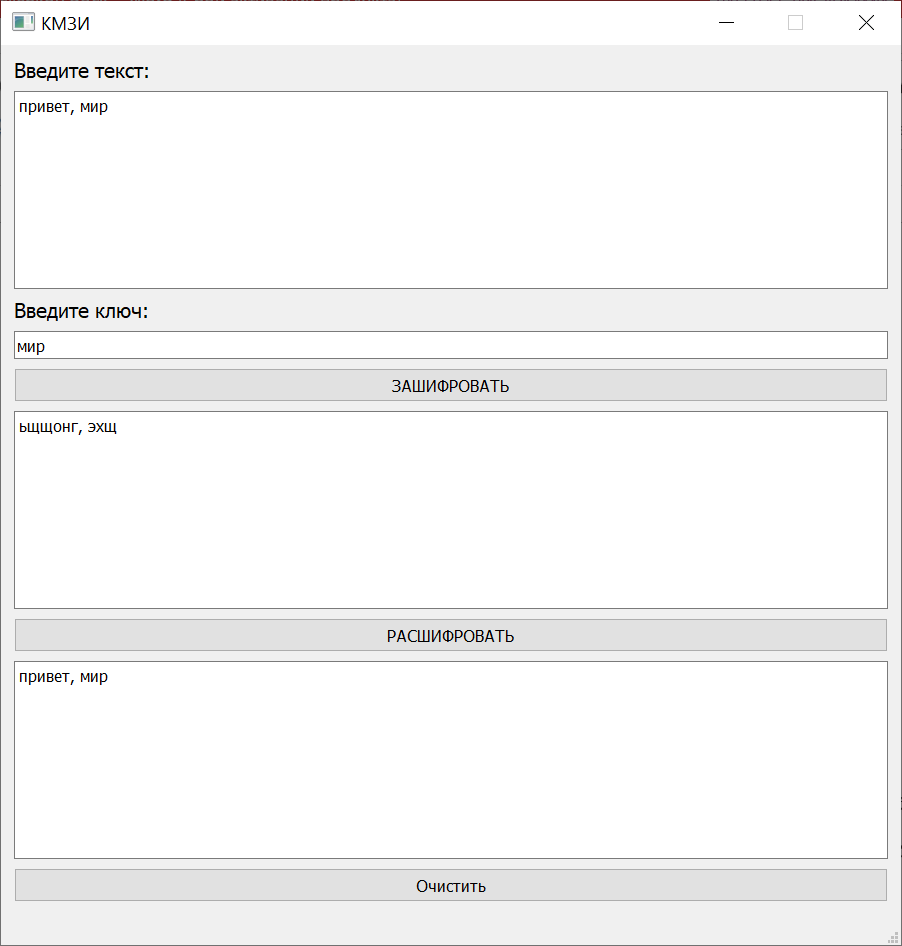 КМЗИ
Введите текст:
привет, мир
Введите ключ:
мир
ЗАШИФРОВАТЬ
ьщщонг, эхщ
РАСШИФРОВАТЬ
привет, мир
Очистить